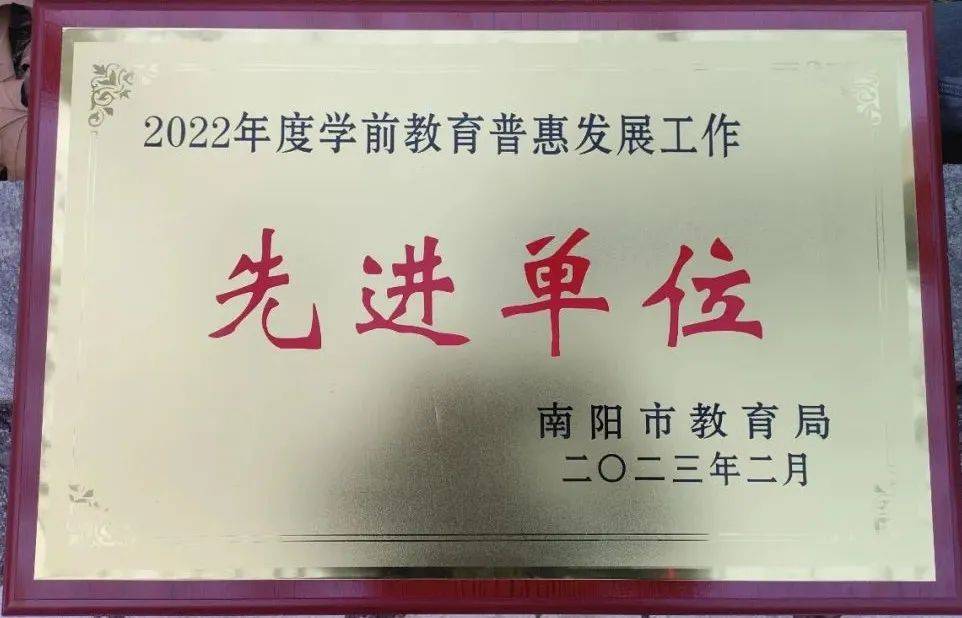 2022年度学前教育普惠发展工作
先进单位
南阳市教育局
二〇二三年二月